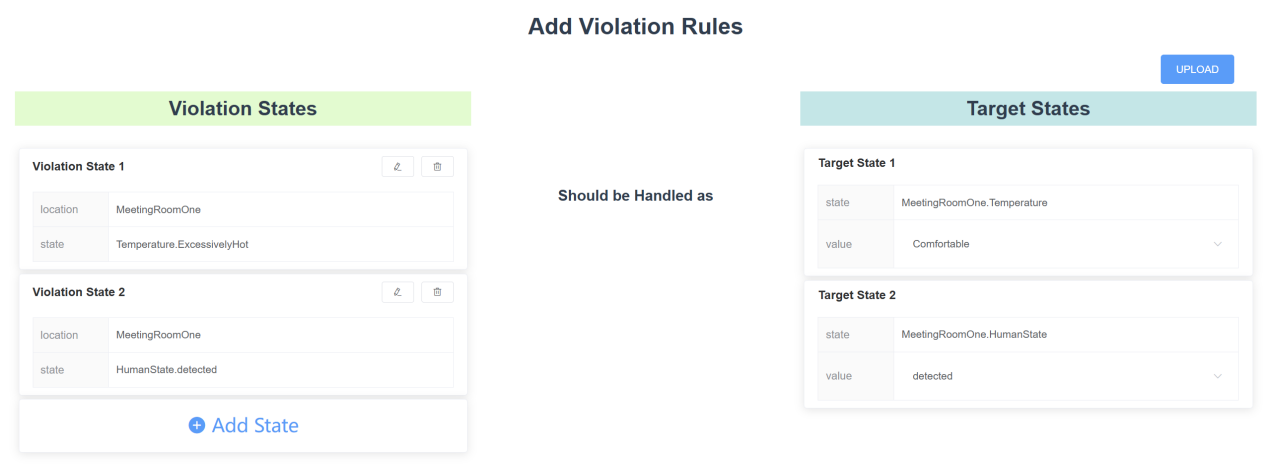 Add Violation Rules
UPLOAD
Violation States
Violation State 1
location MeetingRoomOne
state Temperature.ExcessivelyHot
Violation State 2
location MeetingRoomOne
state HumanState.detected
Add State
Should be Handled as
Target States
Target State 1
state MeetingRoomOne.Temperature
value Comfortable
Target State 2
state MeetingRoomOne.HumanState
value detected